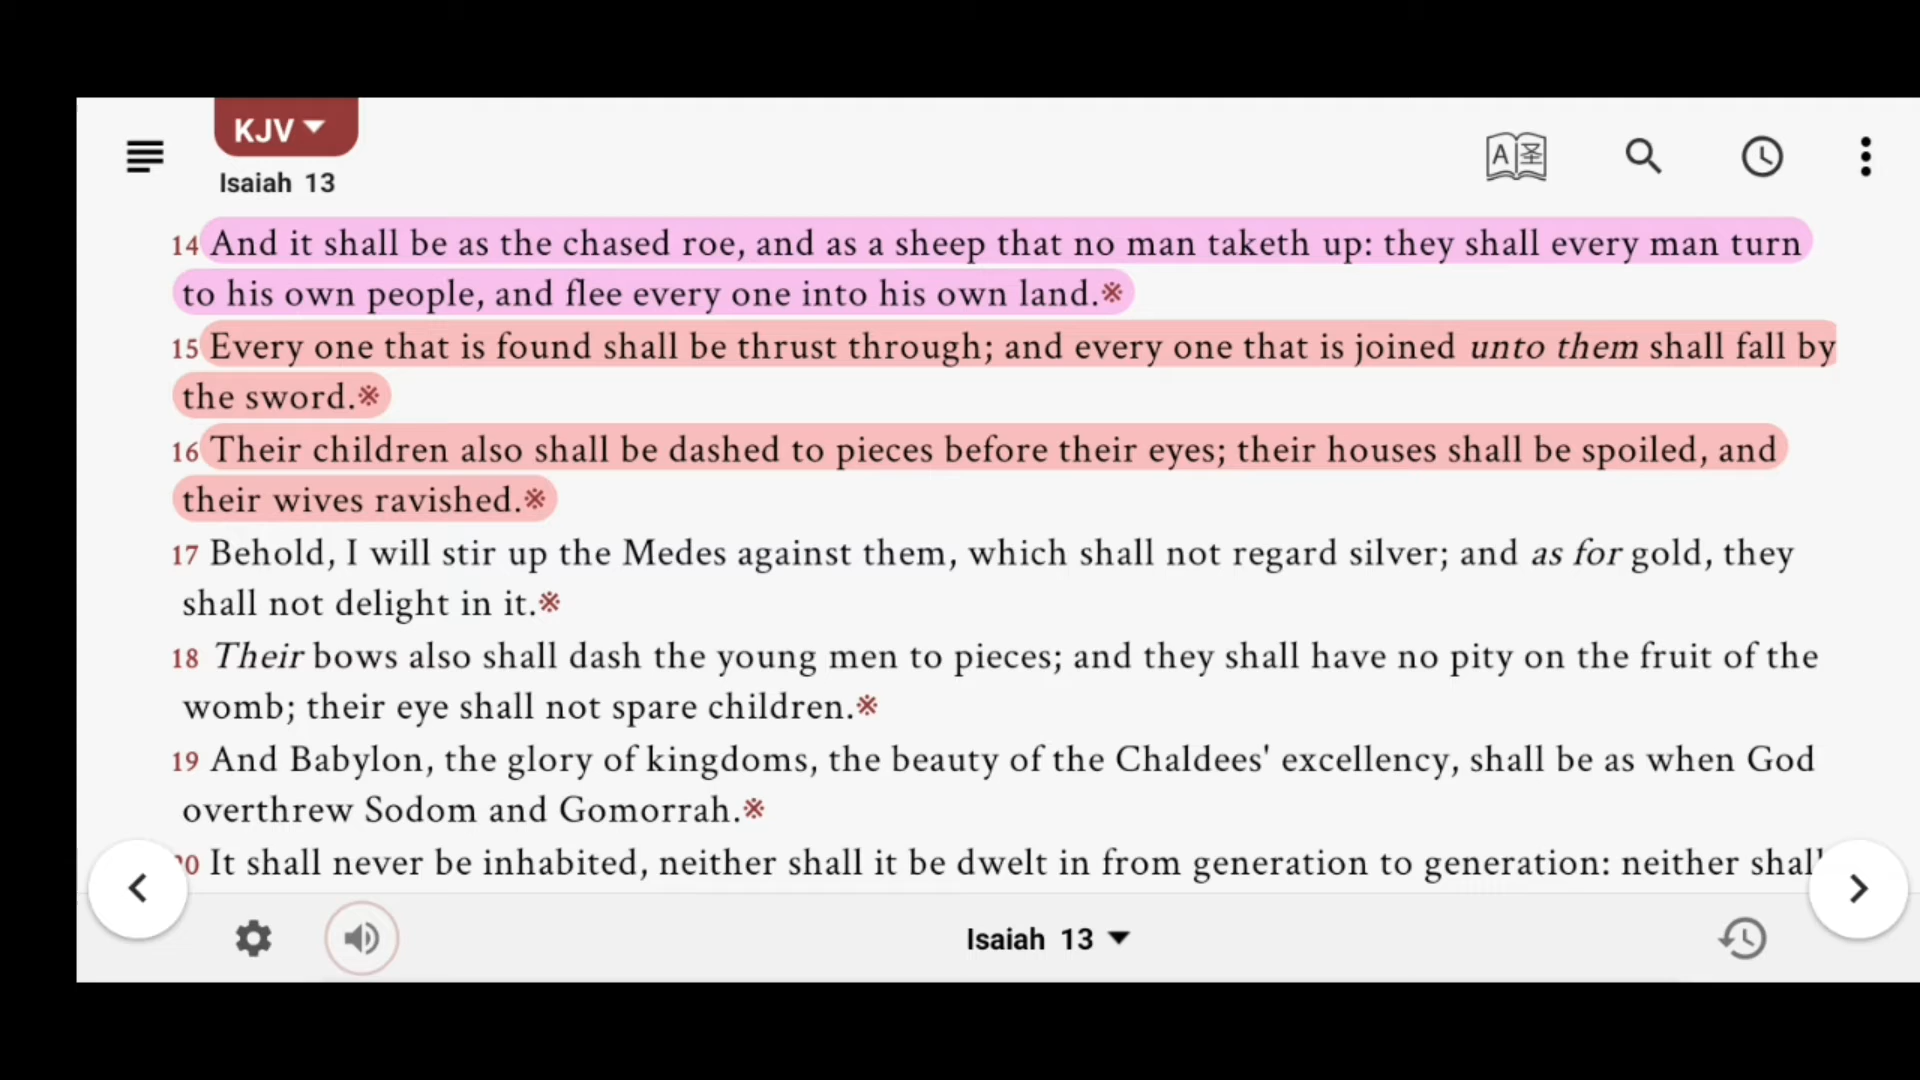 KJV
Isaiah 13
A 圣
14 And it shall be as the chased roe, and as a sheep that no man taketh up: they shall every man turn
to his own people, and flee every one into his own land.※
15 Every one that is found shall be thrust through; and every one that is joined unto them shall fall by
the sword.※
16 Their children also shall be dashed to pieces before their eyes; their houses shall be spoiled, and
their wives ravished.※
17 Behold, I will stir up the Medes against them, which shall not regard silver; and as for gold, they
shall not delight in it.※
18 Their bows also shall dash the young men to pieces; and they shall have no pity on the fruit of the
womb; their eye shall not spare children.※
19 And Babylon, the glory of kingdoms, the beauty of the Chaldees' excellency, shall be as when God
overthrew Sodom and Gomorrah.※
20 It shall never be inhabited, neither shall it be dwelt in from generation to generation: neither shall
Isaiah 13